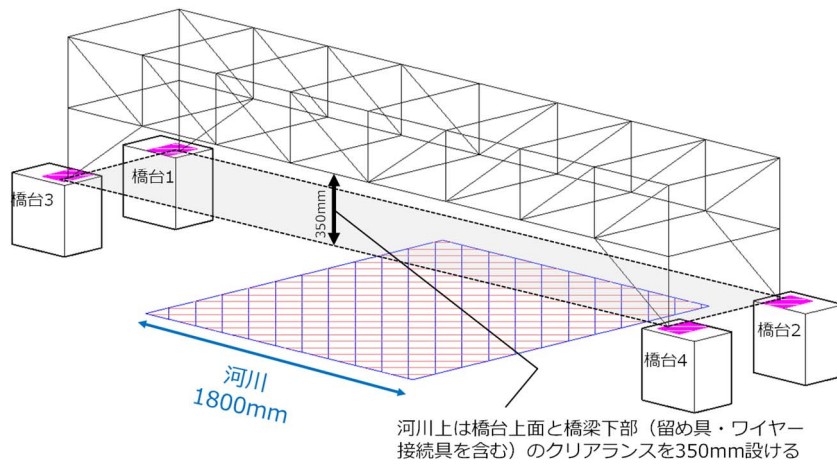 橋台1
橋台3
350mm
橋台2
橋台4
河川
1800mm
河川上は橋台上面と橋梁下部（留め具・ワイヤー
接続具を含む）のクリアランスを350mm設ける